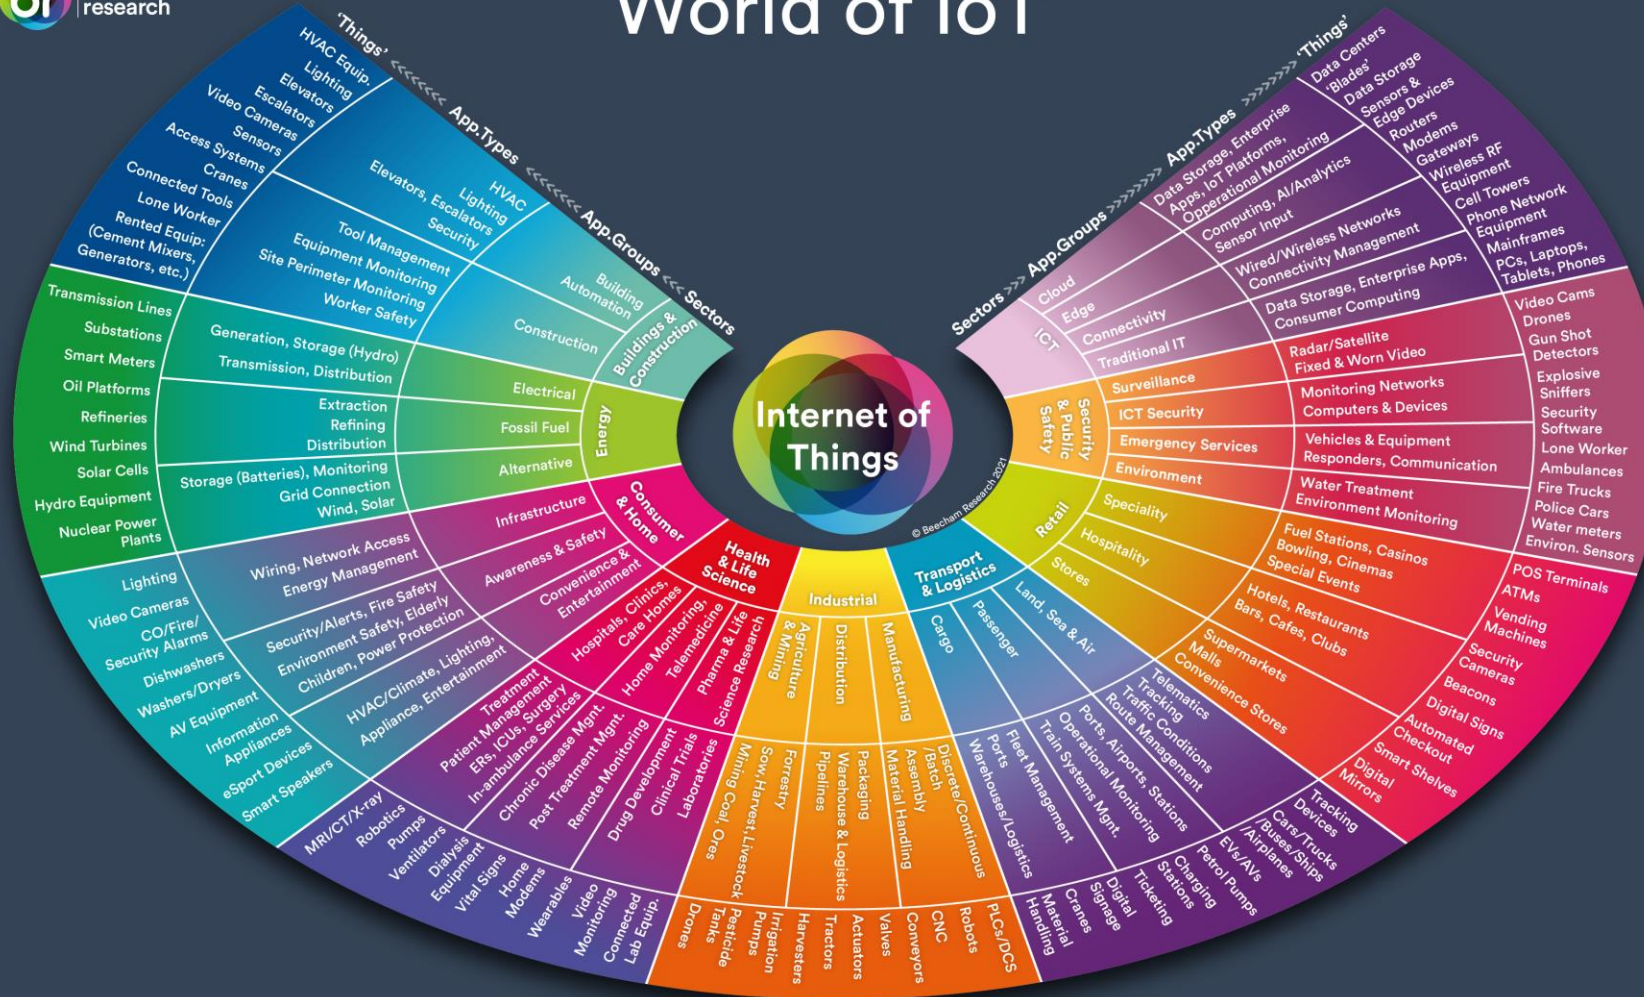 research
World of IoT
'Things'
App.Types
App.Groups
Sectors
Sectors
App.Groups
App.Types
'Things'
Internet of
Things
© Beecham Research 2021
Buildings &
Construction
Building
Automation
Construction
HVAC
Lighting
Elevators, Escalators
Security
Tool Management
Equipment Monitoring
Site Perimeter Monitoring
Worker Safety
HVAC Equip.
Lighting
Elevators
Escalators
Video Cameras
Sensors
Access Systems
Cranes
Connected Tools
Lone Worker
Rented Equip:
(Cement Mixers,
Generators, etc.)
Energy
Electrical
Fossil Fuel
Alternative
Generation, Storage (Hydro)
Transmission, Distribution
Extraction
Refining
Distribution
Storage (Batteries), Monitoring
Grid Connection
Wind, Solar
Transmission Lines
Substations
Smart Meters
Oil Platforms
Refineries
Wind Turbines
Solar Cells
Hydro Equipment
Nuclear Power
Plants
Consumer
& Home
Infrastructure
Awareness & Safety
Convenience &
Entertainment
Wiring, Network Access
Energy Management
Security/Alerts, Fire Safety
Environment Safety, Elderly
Children, Power Protection
HVAC/Climate, Lighting,
Appliance, Entertainment
Lighting
Video Cameras
CO/Fire/
Security Alarms
Dishwashers
Washers/Dryers
AV Equipment
Information
Appliances
eSport Devices
Smart Speakers
Health
& Life
Science
Hospitals, Clinics,
Care Homes
Home Monitoring,
Telemedicine
Pharma & Life
Science Research
Treatment
Patient Management
ERs, ICUs, Surgery
In-ambulance Services
Chronic Disease Mgnt.
Post Treatment Mgt.
Remote Monitoring
Drug Development
Clinical Trials
Laboratories
MRI/CT/X-ray
Robotics
Pumps
Ventilators
Dialysis
Equipment
Vital Signs
Home
Modems
Wearables
Video
Monitoring
Connected
Lab Equip.
Industrial
Agriculture
& Mining
Distribution
Manufacturing
Forrestry
Sow, Harvest, Livestock
Mining Coal, Ores
Packaging
Warehouse & Logistics
Pipelines
Discrete/Continuous
/Batch
Assembly
Material Handling
Drones
Pesticide
Tanks
Irrigation
Pumps
Harvesters
Tractors
Actuators
Valves
Conveyors
CNC
Robots
PLCs/DCS
Transport
& Logistics
Cargo
Passenger
Land, Sea & Air
Fleet Management
Ports
Warehouses/Logistics
Ports, Airports, Stations
Operational Monitoring
Train Systems Mgmt.
Telematics
Tracking
Traffic Conditions
Route Management
Material
Handling
Cranes
Digital
Signage
Ticketing
Charging
Stations
Petrol Pumps
EVs/AVs
Cars/Trucks
/Buses/Ships
/Airplanes
Tracking
Devices
Retail
Speciality
Hospitality
Stores
Fuel Stations, Casinos
Bowling, Cinemas
Special Events
Hotels, Restaurants
Bars, Cafes, Clubs
Supermarkets
Malls
Convenience Stores
POS Terminals
ATMs
Vending
Machines
Security
Cameras
Beacons
Digital Signs
Automated
Checkout
Smart Shelves
Digital
Mirrors
Security
& Public
Safety
Surveillance
ICT Security
Emergency Services
Environment
Radar/Satellite
Fixed & Worn Video
Monitoring Networks
Computers & Devices
Vehicles & Equipment
Responders, Communication
Water Treatment
Environment Monitoring
Video Cams
Drones
Gun Shot
Detectors
Explosive
Sniffers
Security
Software
Lone Worker
Ambulances
Fire Trucks
Police Cars
Water meters
Environ. Sensors
ICT
Cloud
Edge
Connectivity
Traditional IT
Data Storage, Enterprise
Apps, IoT Platforms,
Opperational Monitoring
Computing, AI/Analytics
Sensor Input
Wired/Wireless Networks
Connectivity Management
Data Storage, Enterprise Apps,
Consumer Computing
Data Centers
'Blades'
Data Storage
Sensors &
Edge Devices
Routers
Modems
Gateways
Wireless RF
Equipment
Cell Towers
Phone Network
Equipment
Mainframes
PCs, Laptops,
Tablets, Phones